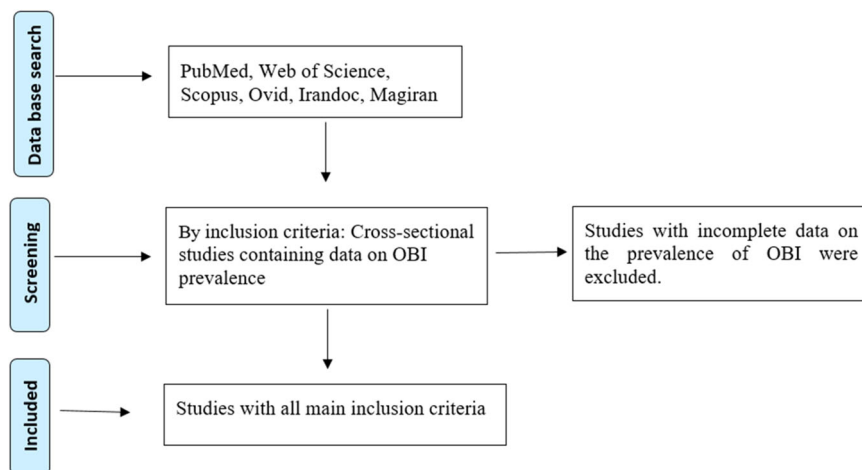 Data base search
PubMed, Web of Science,
Scopus, Ovid, Irandoc, Magiran
Screening
By inclusion criteria: Cross-sectional
studies containing data on OBI
prevalence
Studies with incomplete data on
the prevalence of OBI were
excluded.
Included
Studies with all main inclusion criteria